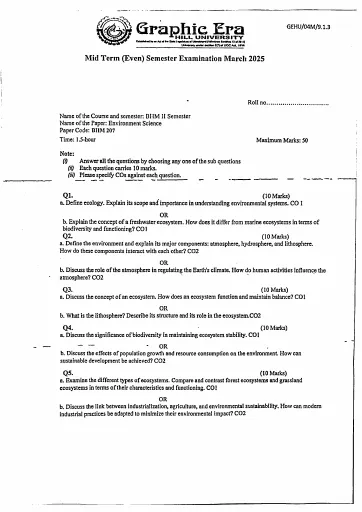 GEHU/04M/9.1.3
Graphic Era
HILL UNIVERSITY
Mid Term (Even) Semester Examination March 2025
Roll no..............................
Name of the Course and semester: BHM II Semester
Name of the Paper: Environment Science
Paper Code: BHM 207
Time: 1.5-hour Maximum Marks: 50
Note:
(i) Answer all the questions by choosing any one of the sub questions
(ii) Each question carries 10 marks.
(iii) Please specify COs against each question.
Q1. (10 Marks)
a. Define ecology. Explain its scope and importance in understanding environmental systems. CO 1
OR
b. Explain the concept of a freshwater ecosystem. How does it differ from marine ecosystems in terms of
biodiversity and functioning? CO1
Q2. (10 Marks)
a. Define the environment and explain its major components: atmosphere, hydrosphere, and lithosphere.
How do these components interact with each other? CO2
OR
b. Discuss the role of the atmosphere in regulating the Earth's climate. How do human activities influence the
atmosphere? CO2
Q3. (10 Marks)
a. Discuss the concept of an ecosystem. How does an ecosystem function and maintain balance? CO1
OR
b. What is the lithosphere? Describe its structure and its role in the ecosystem.CO2
Q4. (10 Marks)
a. Discuss the significance of biodiversity in maintaining ecosystem stability. CO1
OR
b. Discuss the effects of population growth and resource consumption on the environment. How can
sustainable development be achieved? CO2
Q5. (10 Marks)
a. Examine the different types of ecosystems. Compare and contrast forest ecosystems and grassland
ecosystems in terms of their characteristics and functioning. CO1
OR
b. Discuss the link between industrialization, agriculture, and environmental sustainability. How can modern
industrial practices be adapted to minimize their environmental impact? CO2